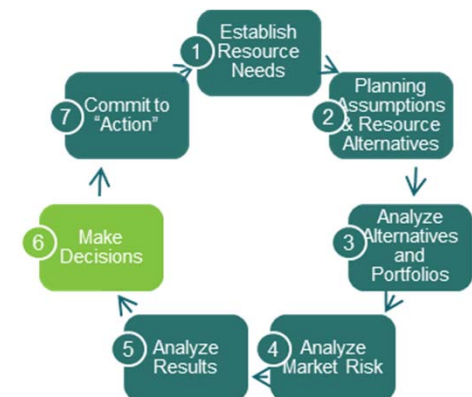 1
Establish
Resource
Needs
2
Planning
Assumptions
& Resource
Alternatives
3
Analyze
Alternatives
and
Portfolios
4
Analyze
Market Risk
5
Analyze
Results
6
Make
Decisions
7
Commit to
“Action”